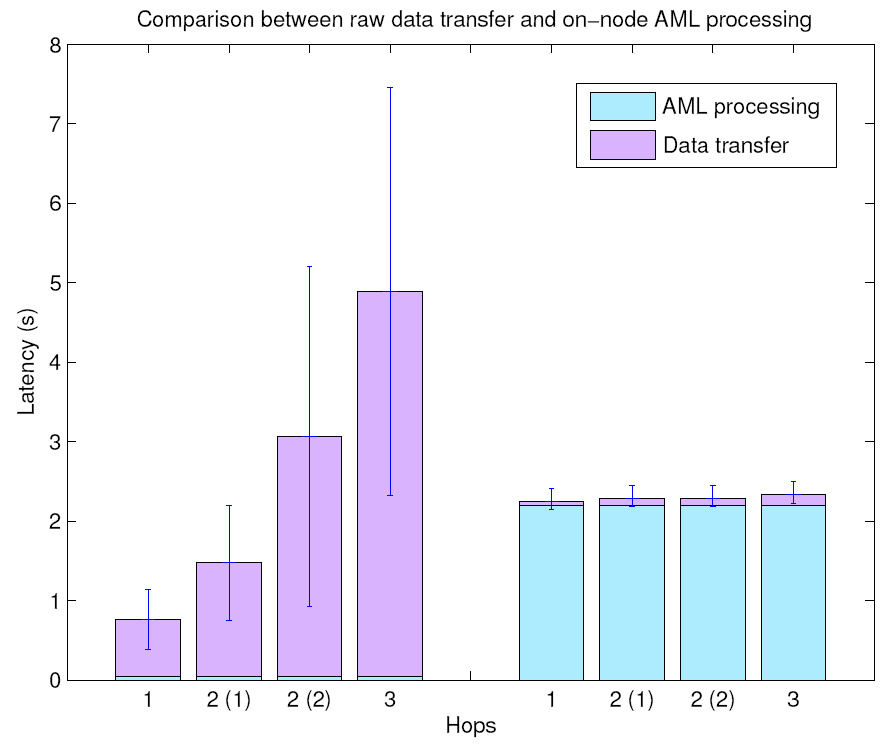 Comparison between raw data transfer and on−node AML processing
8
7
6
5
4
3
2
1
0
Latency (s)
AML processing
Data transfer
1 2 (1) 2 (2) 3 1 2 (1) 2 (2) 3
Hops